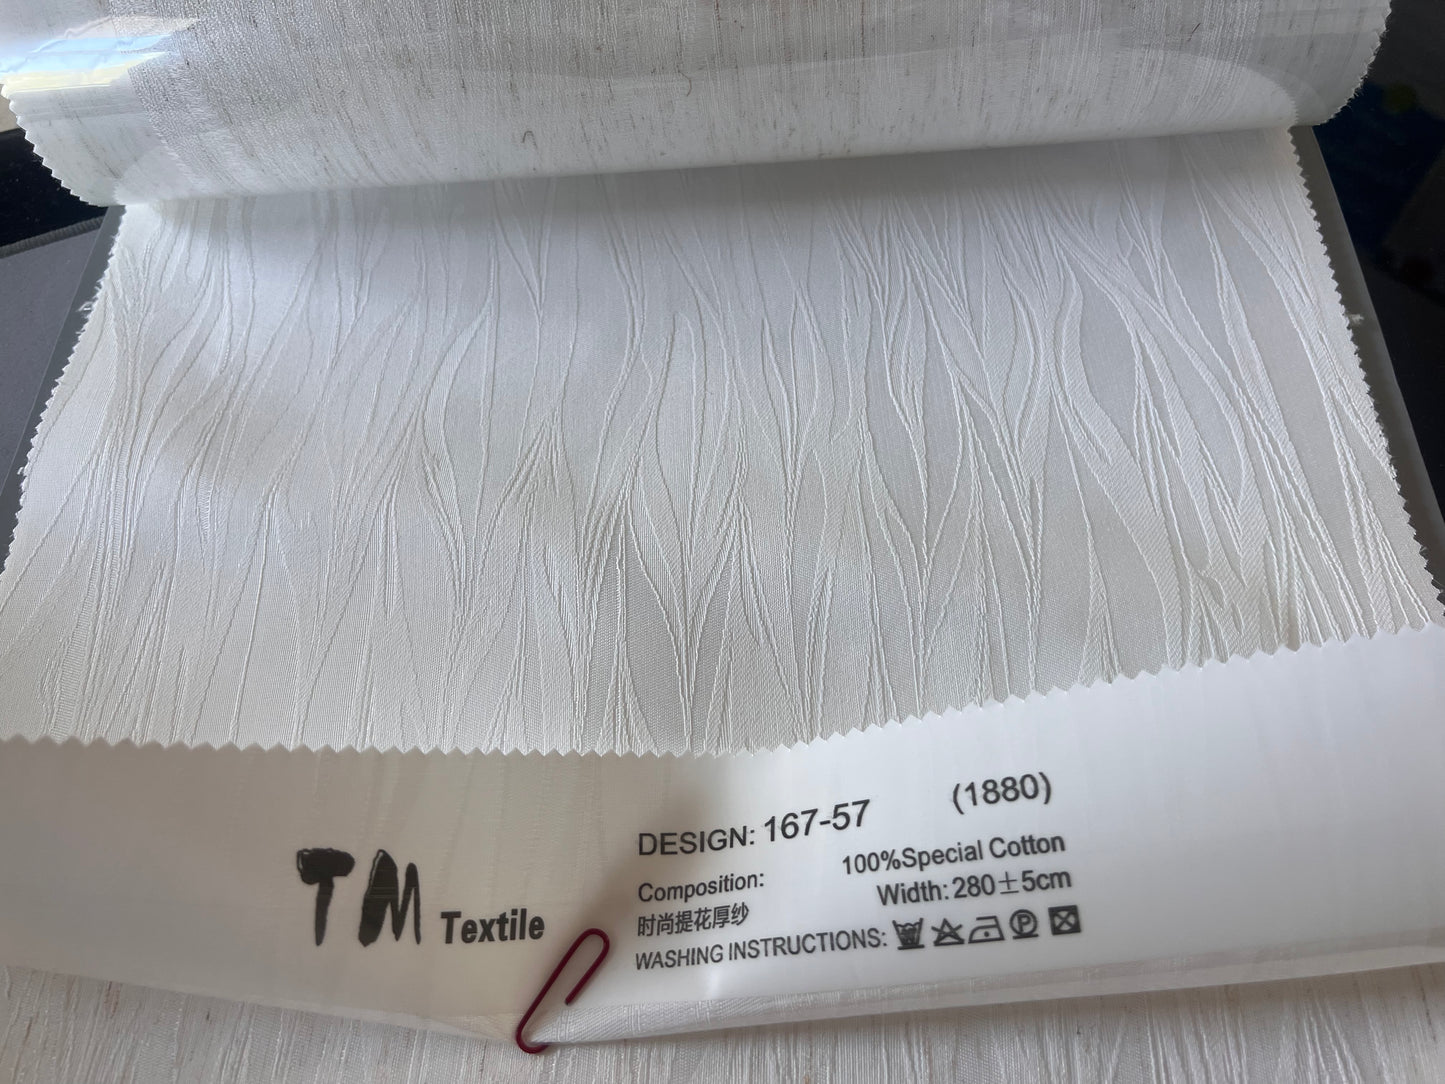 TM Textile
DESIGN: 167-57 (1880)
Composition: 100%Special Cotton
时尚提花厚纱 Width: 280±5cm
WASHING INSTRUCTIONS:
P